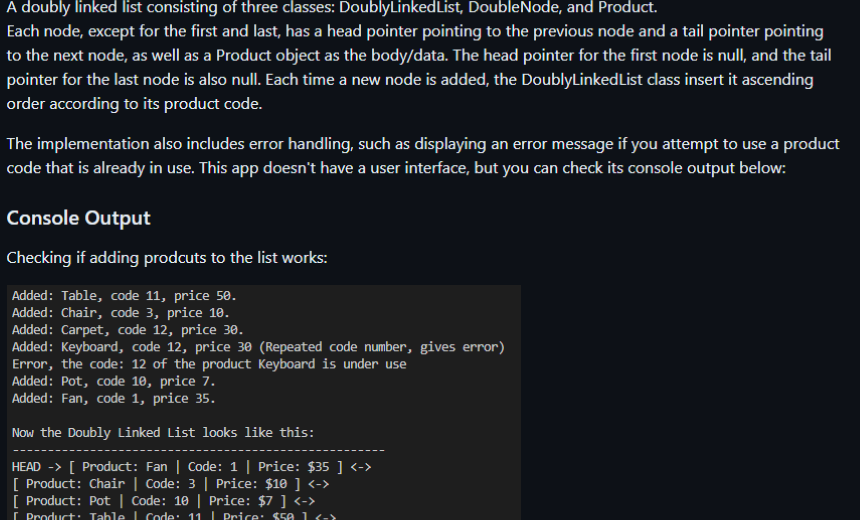 A doubly linked list consisting of three classes: DoublyLinkedList, DoubleNode, and Product.
Each node, except for the first and last, has a head pointer pointing to the previous node and a tail pointer pointing
to the next node, as well as a Product object as the body/data. The head pointer for the first node is null, and the tail
pointer for the last node is also null. Each time a new node is added, the DoublyLinkedList class insert it ascending
order according to its product code.
The implementation also includes error handling, such as displaying an error message if you attempt to use a product
code that is already in use. This app doesn't have a user interface, but you can check its console output below:
Console Output
Checking if adding prodcuts to the list works:
Added: Table, code 11, price 50.
Added: Chair, code 3, price 10.
Added: Carpet, code 12, price 30.
Added: Keyboard, code 12, price 30 (Repeated code number, gives error)
Error, the code: 12 of the product Keyboard is under use
Added: Pot, code 10, price 7.
Added: Fan, code 1, price 35.
Now the Doubly Linked List looks like this:
--------------------------------------------------
HEAD -> [ Product: Fan | Code: 1 | Price: $35 ] <->
[ Product: Chair | Code: 3 | Price: $10 ] <->
[ Product: Pot | Code: 10 | Price: $7 ] <->
[ Product: Table | Code: 11 | Price: $50 ] <->